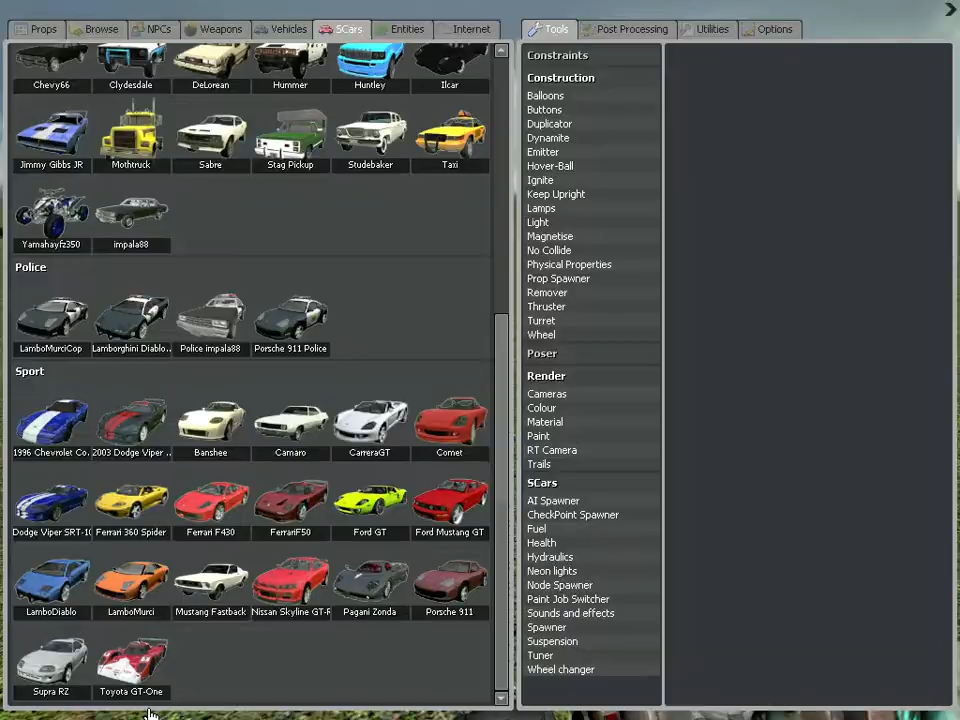 Props Browse NPCs Weapons Vehicles SCars Entities Internet
Chevy66 Clydesdale DeLorean Hummer Huntley Ilcar
Jimmy Gibbs JR Mothtruck Sabre Stag Pickup Studebaker Taxi
Yamahayfz350 impala88
Police
LamboMurciCop Lamborghini Diablo.. Police impala88 Porsche 911 Police
Sport
1996 Chevrolet Co. 2003 Dodge Viper .. Banshee Camaro CarreraGT Comet
Dodge Viper SRT-10 Ferrari 360 Spider Ferrari F430 FerrariF50 Ford GT Ford Mustang GT
LamboDiablo LamboMurci Mustang Fastback Nissan Skyline GT-R Pagani Zonda Porsche 911
Supra RZ Toyota GT-One
Tools Post Processing Utilities Options
Constraints
Construction
Balloons
Buttons
Duplicator
Dynamite
Emitter
Hover-Ball
Ignite
Keep Upright
Lamps
Light
Magnetise
No Collide
Physical Properties
Prop Spawner
Remover
Thruster
Turret
Wheel
Poser
Render
Cameras
Colour
Material
Paint
RT Camera
Trails
SCars
AI Spawner
CheckPoint Spawner
Fuel
Health
Hydraulics
Neon lights
Node Spawner
Paint Job Switcher
Sounds and effects
Spawner
Suspension
Tuner
Wheel changer